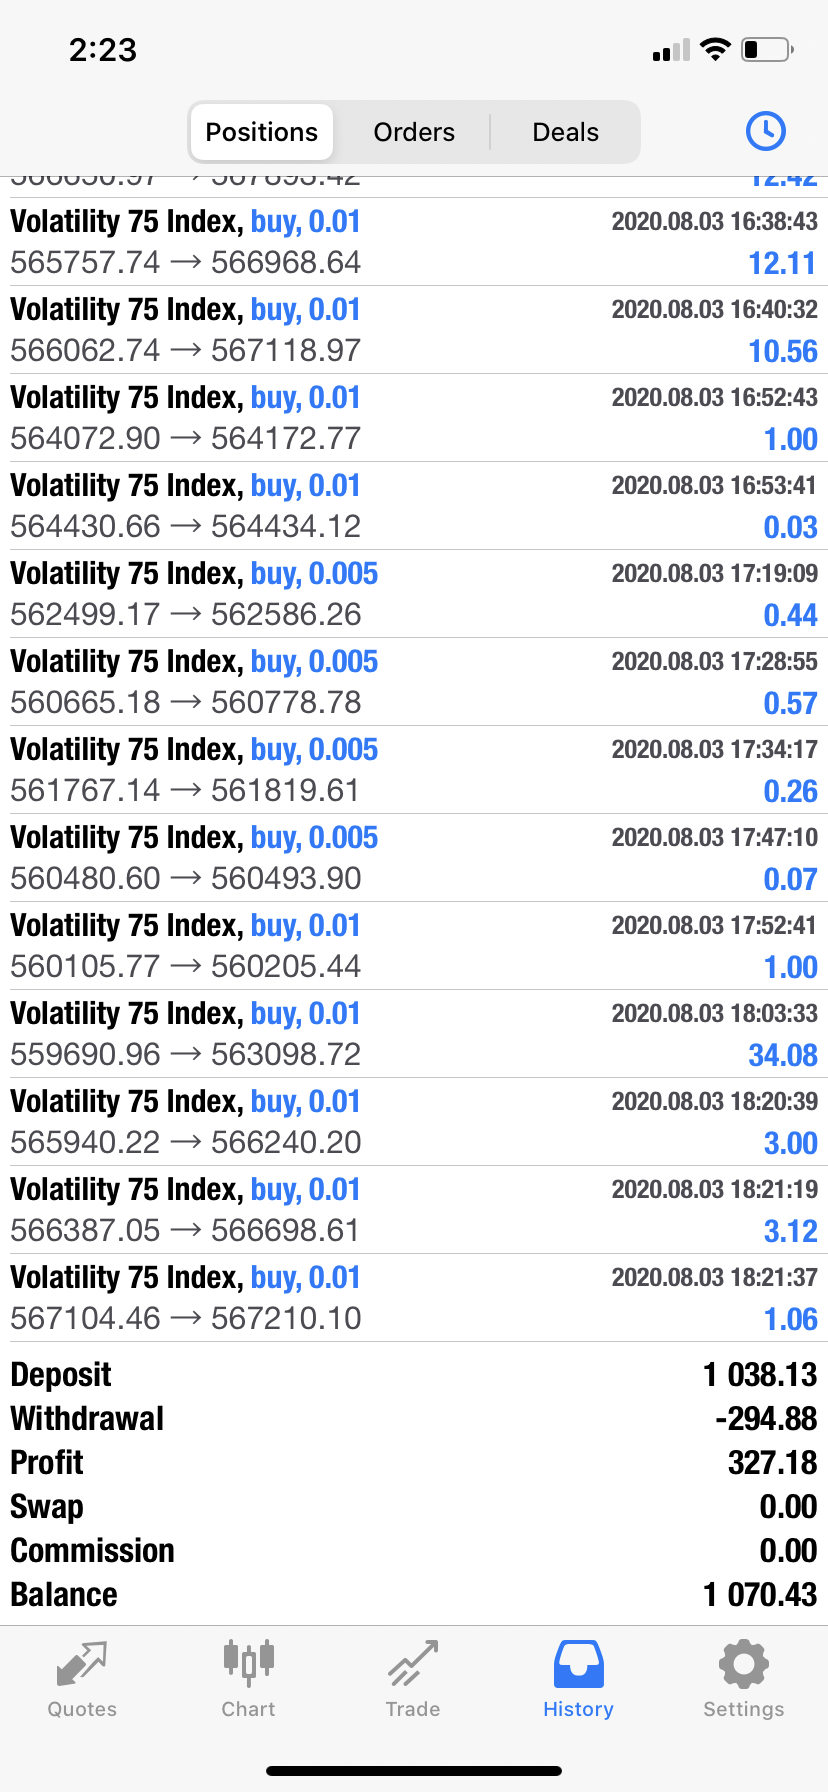 2:23
Positions Orders Deals
12.42
Volatility 75 Index, buy, 0.01 2020.08.03 16:38:43
565757.74 → 566968.64 12.11
Volatility 75 Index, buy, 0.01 2020.08.03 16:40:32
566062.74 → 567118.97 10.56
Volatility 75 Index, buy, 0.01 2020.08.03 16:52:43
564072.90 → 564172.77 1.00
Volatility 75 Index, buy, 0.01 2020.08.03 16:53:41
564430.66 → 564434.12 0.03
Volatility 75 Index, buy, 0.005 2020.08.03 17:19:09
562499.17 → 562586.26 0.44
Volatility 75 Index, buy, 0.005 2020.08.03 17:28:55
560665.18 → 560778.78 0.57
Volatility 75 Index, buy, 0.005 2020.08.03 17:34:17
561767.14 → 561819.61 0.26
Volatility 75 Index, buy, 0.005 2020.08.03 17:47:10
560480.60 → 560493.90 0.07
Volatility 75 Index, buy, 0.01 2020.08.03 17:52:41
560105.77 → 560205.44 1.00
Volatility 75 Index, buy, 0.01 2020.08.03 18:03:33
559690.96 → 563098.72 34.08
Volatility 75 Index, buy, 0.01 2020.08.03 18:20:39
565940.22 → 566240.20 3.00
Volatility 75 Index, buy, 0.01 2020.08.03 18:21:19
566387.05 → 566698.61 3.12
Volatility 75 Index, buy, 0.01 2020.08.03 18:21:37
567104.46 → 567210.10 1.06
Deposit 1 038.13
Withdrawal -294.88
Profit 327.18
Swap 0.00
Commission 0.00
Balance 1 070.43
Quotes Chart Trade History Settings